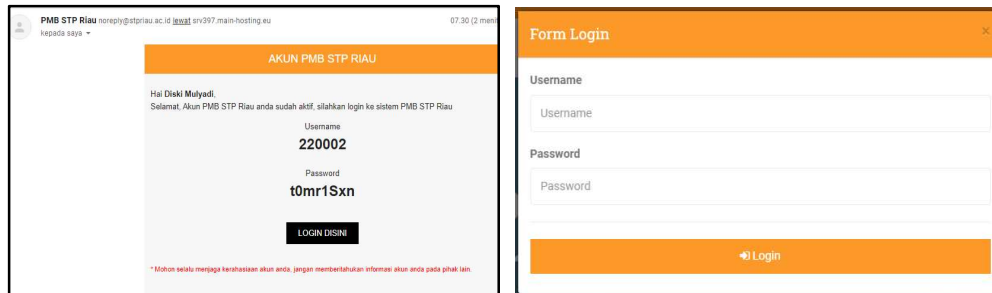 PMB STP Riau noreply@stpriau.ac.id lewat srv397.main-hosting.eu
07.30 (2 menit
kepada saya
AKUN PMB STP RIAU
Hai Diski Mulyadi,
Selamat, Akun PMB STP Riau anda sudah aktif, silahkan login ke sistem PMB STP Riau
Username
220002
Password
t0mr1Sxn
LOGIN DISINI
* Mohon selalu menjaga kerahasiaan akun anda, jangan memberitahukan informasi akun anda pada pihak lain.
Form Login
×
Username
Username
Password
Password
Login